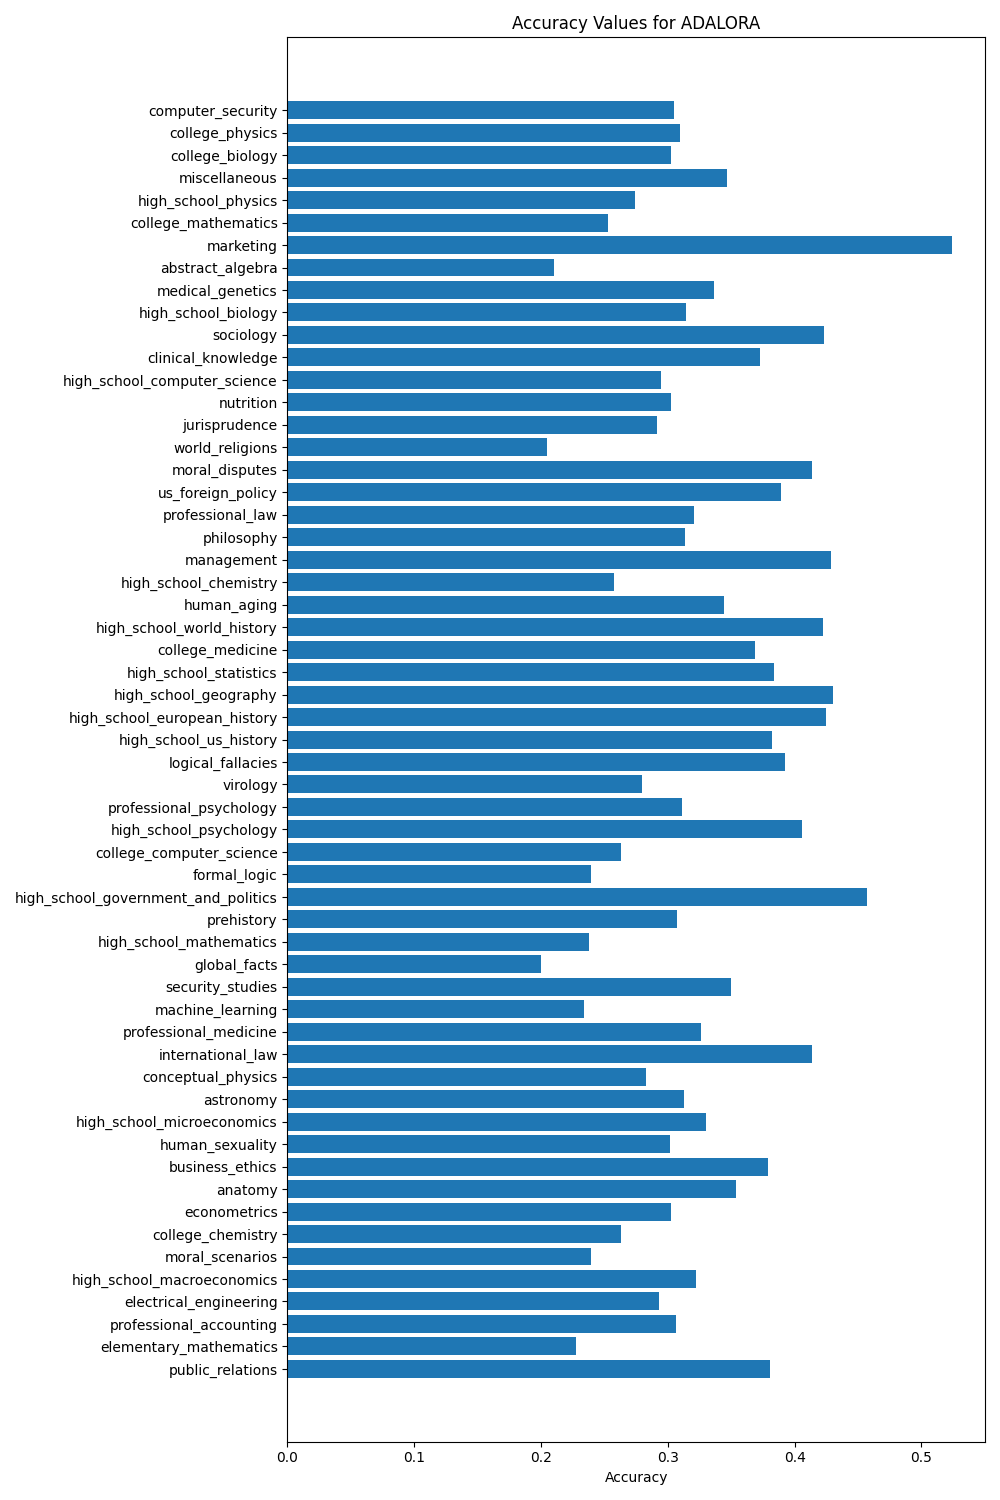 Accuracy Values for ADALORA
computer_security
college_physics
college_biology
miscellaneous
high_school_physics
college_mathematics
marketing
abstract_algebra
medical_genetics
high_school_biology
sociology
clinical_knowledge
high_school_computer_science
nutrition
jurisprudence
world_religions
moral_disputes
us_foreign_policy
professional_law
philosophy
management
high_school_chemistry
human_aging
high_school_world_history
college_medicine
high_school_statistics
high_school_geography
high_school_european_history
high_school_us_history
logical_fallacies
virology
professional_psychology
high_school_psychology
college_computer_science
formal_logic
high_school_government_and_politics
prehistory
high_school_mathematics
global_facts
security_studies
machine_learning
professional_medicine
international_law
conceptual_physics
astronomy
high_school_microeconomics
human_sexuality
business_ethics
anatomy
econometrics
college_chemistry
moral_scenarios
high_school_macroeconomics
electrical_engineering
professional_accounting
elementary_mathematics
public_relations
0.0 0.1 0.2 0.3 0.4 0.5
Accuracy